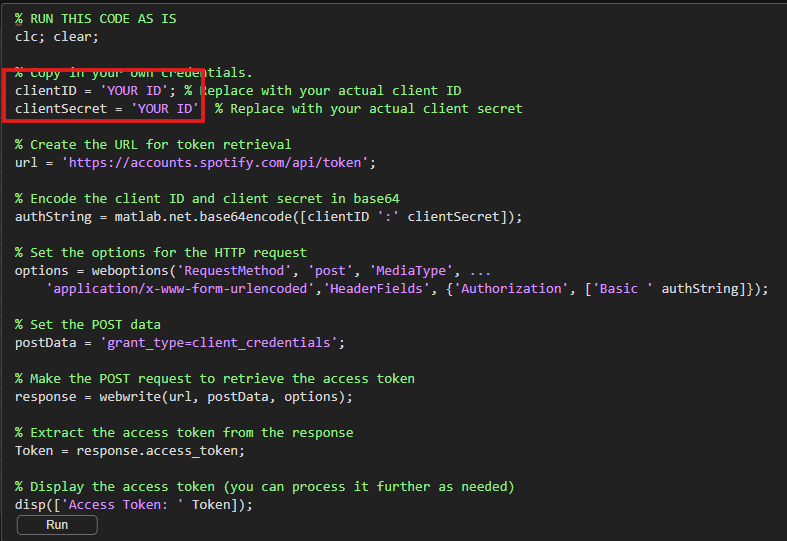 % RUN THIS CODE AS IS
clc; clear;
% Copy in your own credentials.
clientID = 'YOUR ID'; % Replace with your actual client ID
clientSecret = 'YOUR ID' % Replace with your actual client secret
% Create the URL for token retrieval
url = 'https://accounts.spotify.com/api/token';
% Encode the client ID and client secret in base64
authString = matlab.net.base64encode([clientID ':' clientSecret]);
% Set the options for the HTTP request
options = weboptions('RequestMethod', 'post', 'MediaType', ...
'application/x-www-form-urlencoded','HeaderFields', {'Authorization', ['Basic ' authString]});
% Set the POST data
postData = 'grant_type=client_credentials';
% Make the POST request to retrieve the access token
response = webwrite(url, postData, options);
% Extract the access token from the response
Token = response.access_token;
% Display the access token (you can process it further as needed)
disp(['Access Token: ' Token]);
Run